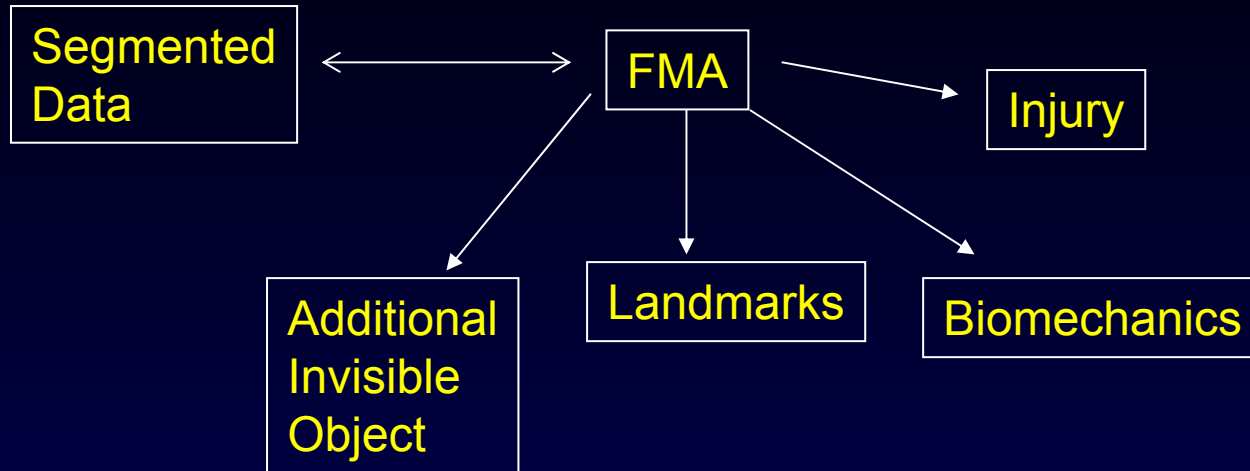 Segmented
Data
FMA
Injury
Additional
Invisible
Object
Landmarks
Biomechanics